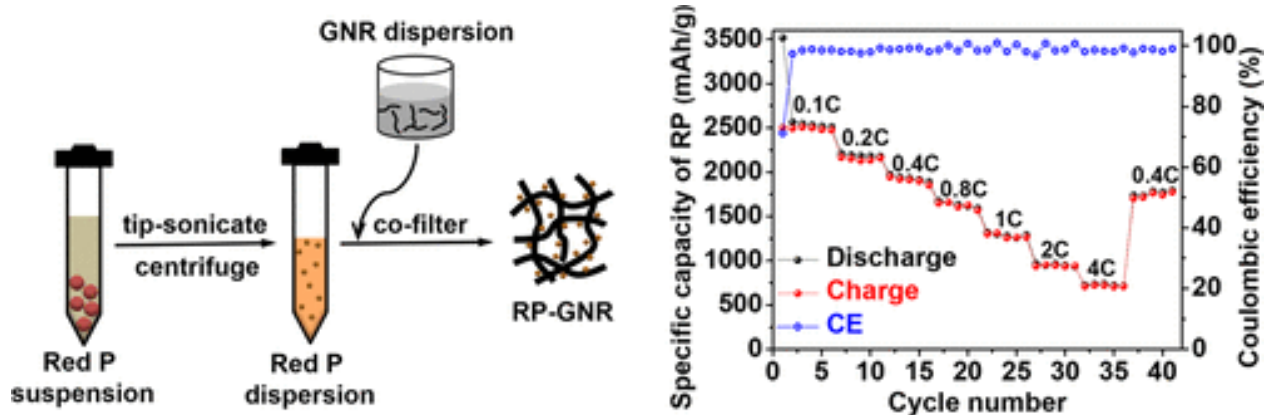 GNR dispersion
tip-sonicate
centrifuge
co-filter
Red P
suspension
Red P
dispersion
RP-GNR
Specific capacity of RP (mAh/g)
3500
3000
2500
2000
1500
1000
500
0
0.1C
0.2C
0.4C
0.8C
1C
2C
4C
0.4C
Discharge
Charge
CE
0 5 10 15 20 25 30 35 40
Cycle number
100
80
60
40
20
0
Coulombic efficiency (%)